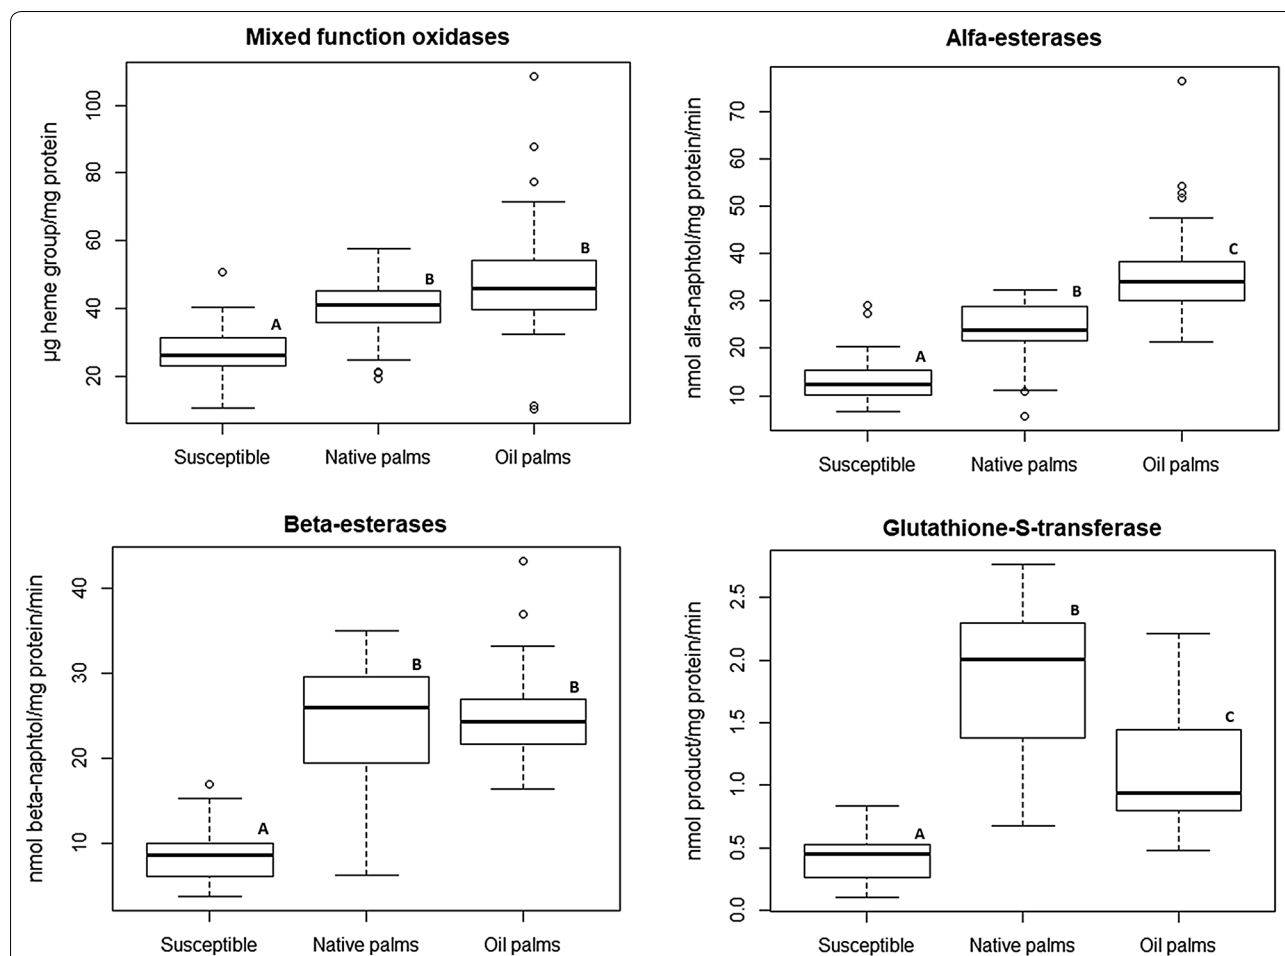 Mixed function oxidases
µg heme group/mg protein
100
80
60
40
20
A
B
B
Susceptible
Native palms
Oil palms
Alfa-esterases
nmol alfa-naphtol/mg protein/min
70
60
50
40
30
20
10
A
B
C
Susceptible
Native palms
Oil palms
Beta-esterases
nmol beta-naphtol/mg protein/min
40
30
20
10
A
B
B
Susceptible
Native palms
Oil palms
Glutathione-S-transferase
nmol product/mg protein/min
2.5
2.0
1.5
1.0
0.5
0.0
A
B
C
Susceptible
Native palms
Oil palms